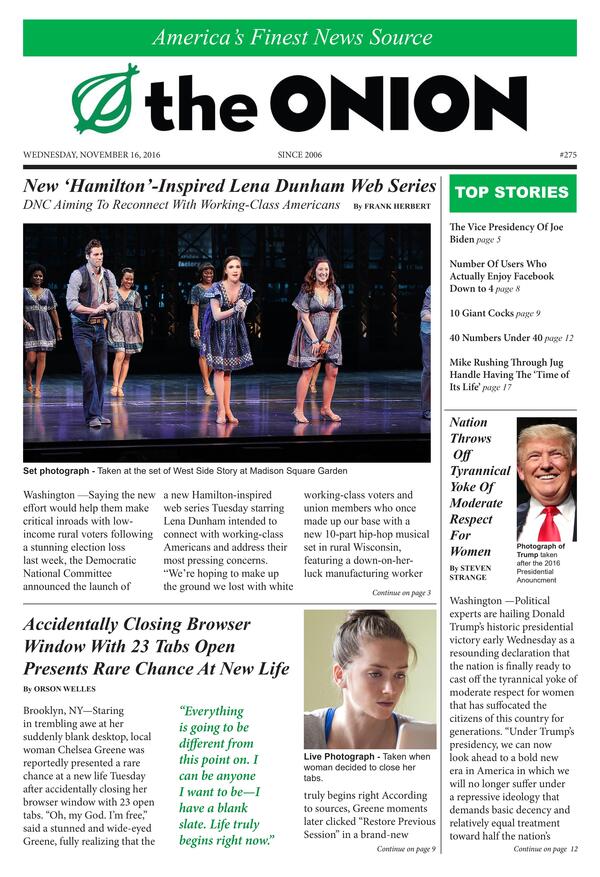 America's Finest News Source
the ONION
WEDNESDAY, NOVEMBER 16, 2016
SINCE 2006
#275
New ‘Hamilton’-Inspired Lena Dunham Web Series
DNC Aiming To Reconnect With Working-Class Americans
By FRANK HERBERT
Set photograph - Taken at the set of West Side Story at Madison Square Garden
Washington —Saying the new
effort would help them make
critical inroads with low-
income rural voters following
a stunning election loss
last week, the Democratic
National Committee
announced the launch of
a new Hamilton-inspired
web series Tuesday starring
Lena Dunham intended to
connect with working-class
Americans and address their
most pressing concerns.
“We’re hoping to make up
the ground we lost with white
working-class voters and
union members who once
made up our base with a
new 10-part hip-hop musical
set in rural Wisconsin,
featuring a down-on-her-
luck manufacturing worker
Continue on page 3
Accidentally Closing Browser
Window With 23 Tabs Open
Presents Rare Chance At New Life
By ORSON WELLES
Brooklyn, NY—Staring
in trembling awe at her
suddenly blank desktop, local
woman Chelsea Greene was
reportedly presented a rare
chance at a new life Tuesday
after accidentally closing her
browser window with 23 open
tabs. “Oh, my God. I’m free,”
said a stunned and wide-eyed
Greene, fully realizing that the
“Everything
is going to be
different from
this point on. I
can be anyone
I want to be—I
have a blank
slate. Life truly
begins right now.”
Live Photograph - Taken when
woman decided to close her
tabs.
truly begins right According
to sources, Greene moments
later clicked “Restore Previous
Session” in a brand-new
Continue on page 9
TOP STORIES
The Vice Presidency Of Joe
Biden page 5
Number Of Users Who
Actually Enjoy Facebook
Down to 4 page 8
10 Giant Cocks page 9
40 Numbers Under 40 page 12
Mike Rushing Through Jug
Handle Having The ‘Time of
Its Life’ page 17
Nation
Throws
Off
Tyrannical
Yoke Of
Moderate
Respect
For
Women
By STEVEN
STRANGE
Photograph of
Trump taken
after the 2016
Presidential
Anouncment
Washington —Political
experts are hailing Donald
Trump’s historic presidential
victory early Wednesday as a
resounding declaration that
the nation is finally ready to
cast off the tyrannical yoke of
moderate respect for women
that has suffocated the
citizens of this country for
generations. “Under Trump’s
presidency, we can now
look ahead to a bold new
era in America in which we
will no longer suffer under
a repressive ideology that
demands basic decency and
relatively equal treatment
toward half the nation’s
Continue on page 12